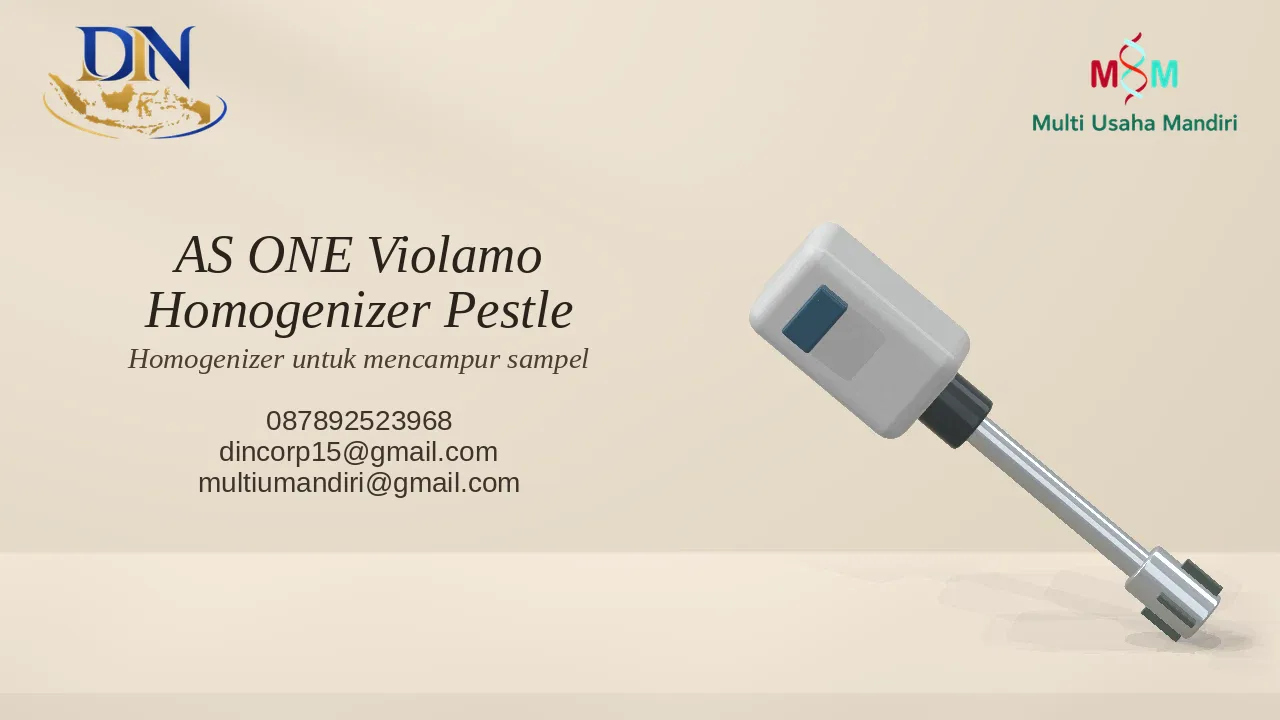 DIN
MSM
Multi Usaha Mandiri
AS ONE Violamo
Homogenizer Pestle
Homogenizer untuk mencampur sampel
087892523968
dincorp15@gmail.com
multiumandiri@gmail.com